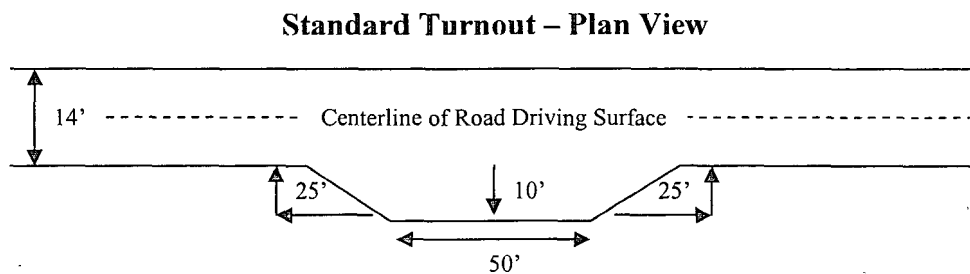 Standard Turnout – Plan View
14’
Centerline of Road Driving Surface
25’
10’
25’
50’